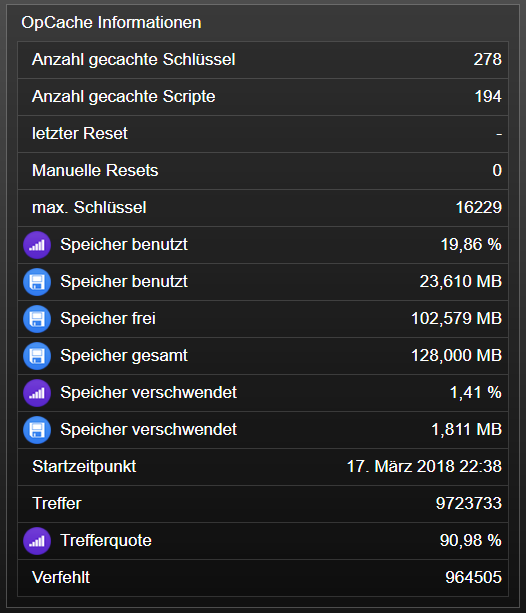 OpCache Informationen
Anzahl gecachte Schlüssel 278
Anzahl gecachte Scripte 194
letzter Reset -
Manuelle Resets 0
max. Schlüssel 16229
Speicher benutzt 19,86 %
Speicher benutzt 23,610 MB
Speicher frei 102,579 MB
Speicher gesamt 128,000 MB
Speicher verschwendet 1,41 %
Speicher verschwendet 1,811 MB
Startzeitpunkt 17. März 2018 22:38
Treffer 9723733
Trefferquote 90,98 %
Verfehlt 964505